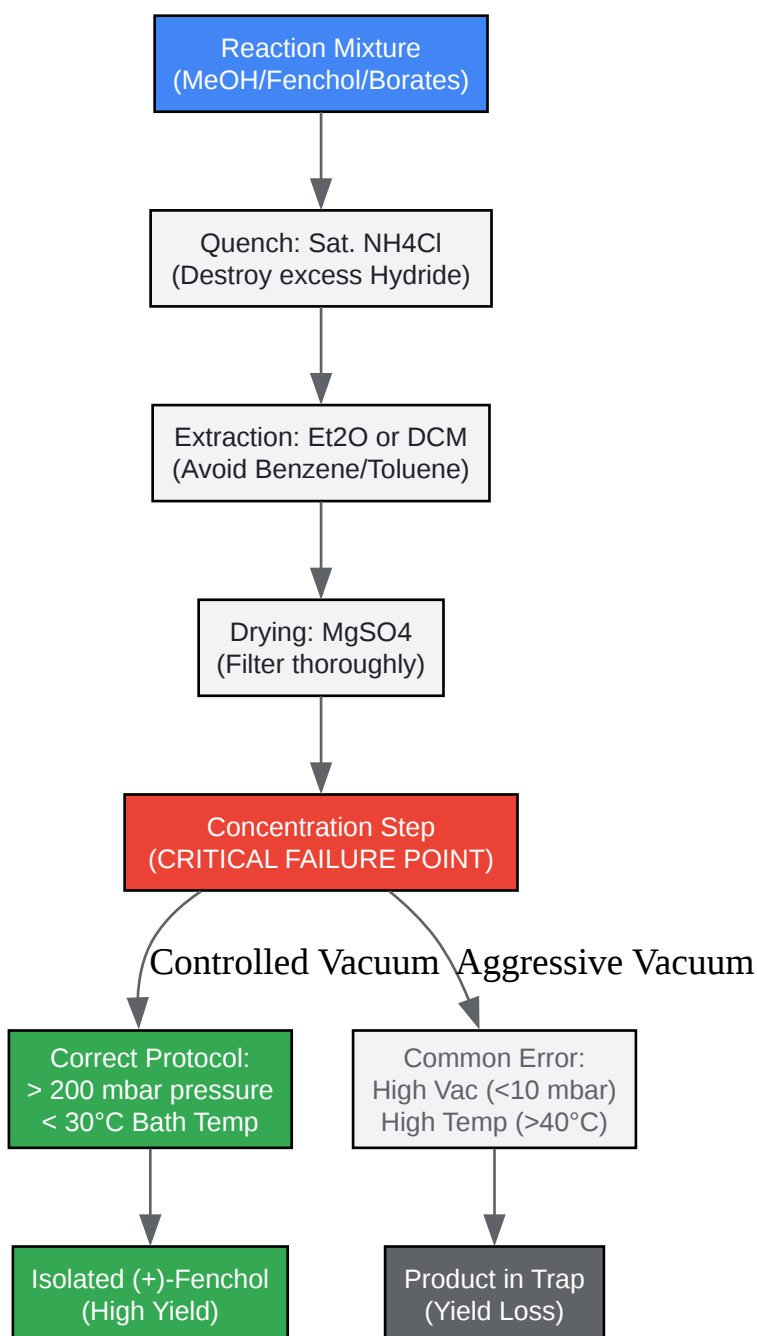 Reaction Mixture
(MeOH/Fenchol/Borates)
Quench: Sat. NH4Cl
(Destroy excess Hydride)
Extraction: Et2O or DCM
(Avoid Benzene/Toluene)
Drying: MgSO4
(Filter thoroughly)
Concentration Step
(CRITICAL FAILURE POINT)
Controlled Vacuum
Aggressive Vacuum
Correct Protocol:
> 200 mbar pressure
< 30°C Bath Temp
Common Error:
High Vac (<10 mbar)
High Temp (>40°C)
Isolated (+)-Fenchol
(High Yield)
Product in Trap
(Yield Loss)